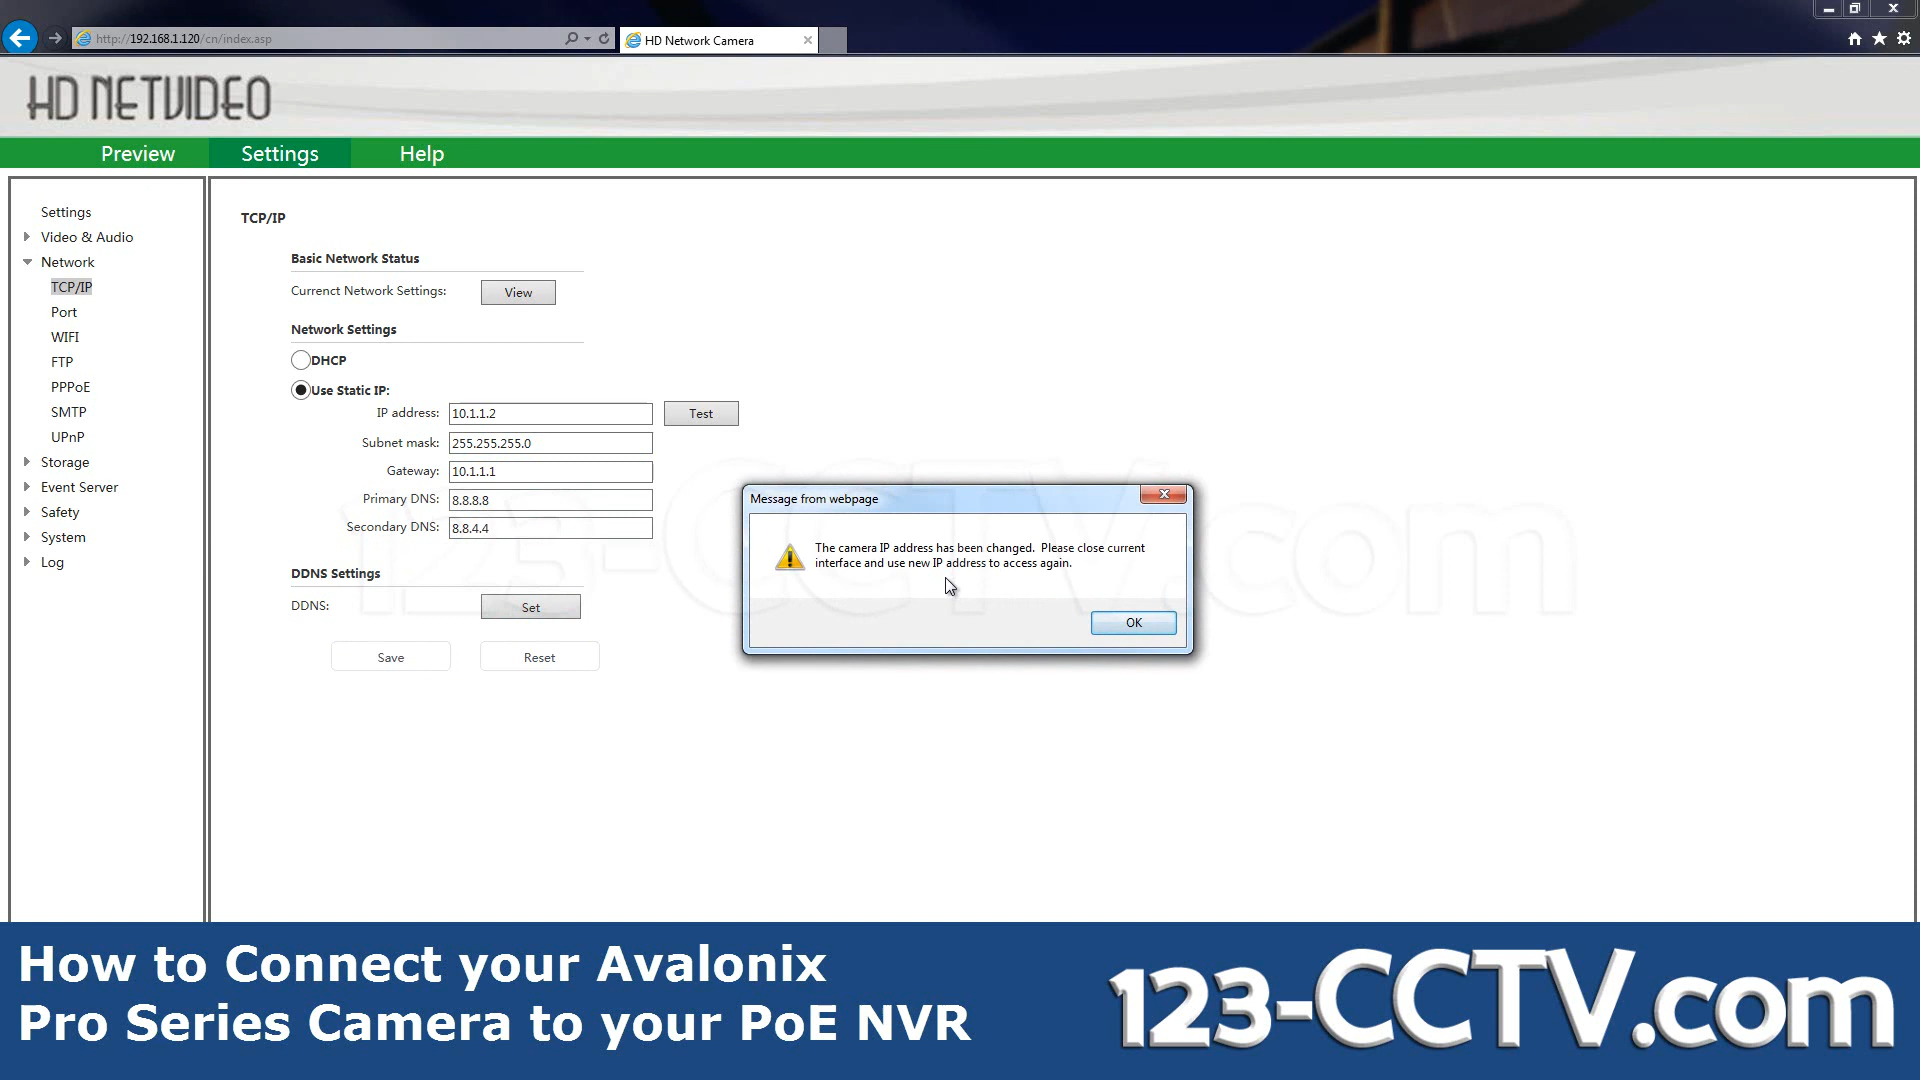 http://192.168.1.120/cn/index.asp
HD Network Camera
HD NETVIDEO
Preview
Settings
Help
Settings
Video & Audio
Network
TCP/IP
Port
WIFI
FTP
PPPoE
SMTP
UPnP
Storage
Event Server
Safety
System
Log
TCP/IP
Basic Network Status
Currenct Network Settings:
View
Network Settings
DHCP
Use Static IP:
IP address: 10.1.1.2
Test
Subnet mask: 255.255.255.0
Gateway: 10.1.1.1
Primary DNS: 8.8.8.8
Secondary DNS: 8.8.4.4
DDNS Settings
DDNS:
Set
Save
Reset
Message from webpage
The camera IP address has been changed. Please close current
interface and use new IP address to access again.
OK
123-CCTV.com
How to Connect your Avalonix
Pro Series Camera to your PoE NVR
123-CCTV.com